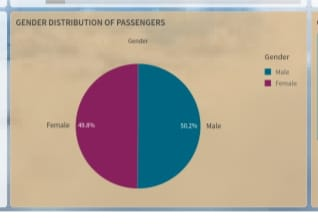 GENDER DISTRIBUTION OF PASSENGERS
Gender
Gender
Male
Female
Female
49.8%
50.2%
Male